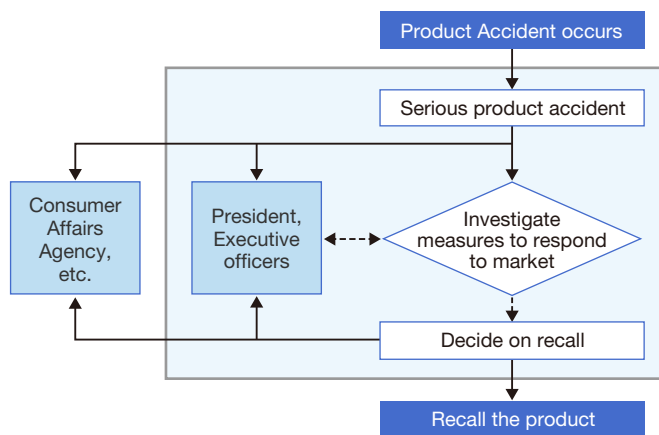 Product Accident occurs
Serious product accident
Consumer
Affairs
Agency,
etc.
President,
Executive
officers
Investigate
measures to respond
to market
Decide on recall
Recall the product